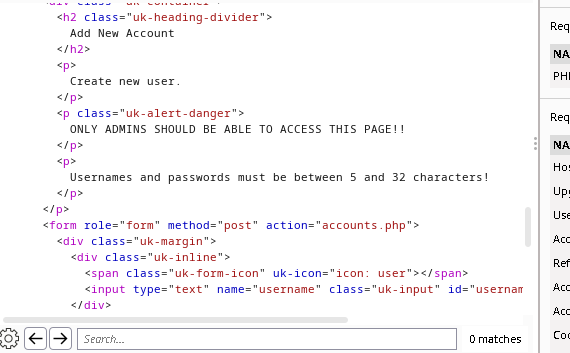 <div class="uk-container">
<h2 class="uk-heading-divider">
Add New Account
</h2>
<p>
Create new user.
</p>
<p class="uk-alert-danger">
ONLY ADMINS SHOULD BE ABLE TO ACCESS THIS PAGE!!
</p>
<p>
Usernames and passwords must be between 5 and 32 characters!
</p>
</p>
<form role="form" method="post" action="accounts.php">
<div class="uk-margin">
<div class="uk-inline">
<span class="uk-form-icon" uk-icon="icon: user"></span>
<input type="text" name="username" class="uk-input" id="usernam
</div>
Search...
0 matches
Req
NA
PH
Req
NA
Hos
Upg
Use
Acc
Ref
Acc
Acc
Coo